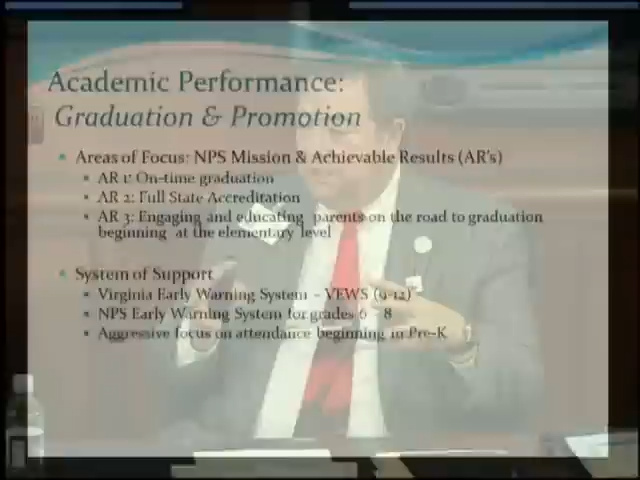 Academic Performance:
Graduation & Promotion
Areas of Focus: NPS Mission & Achievable Results (AR's)
AR 1: On-time graduation
AR 2: Full State Accreditation
AR 3: Engaging and educating parents on the road to graduation
beginning at the elementary level
System of Support
Virginia Early Warning System - VEWS (9-12)
NPS Early Warning System for grades 6 - 8
Aggressive focus on attendance beginning in Pre-K